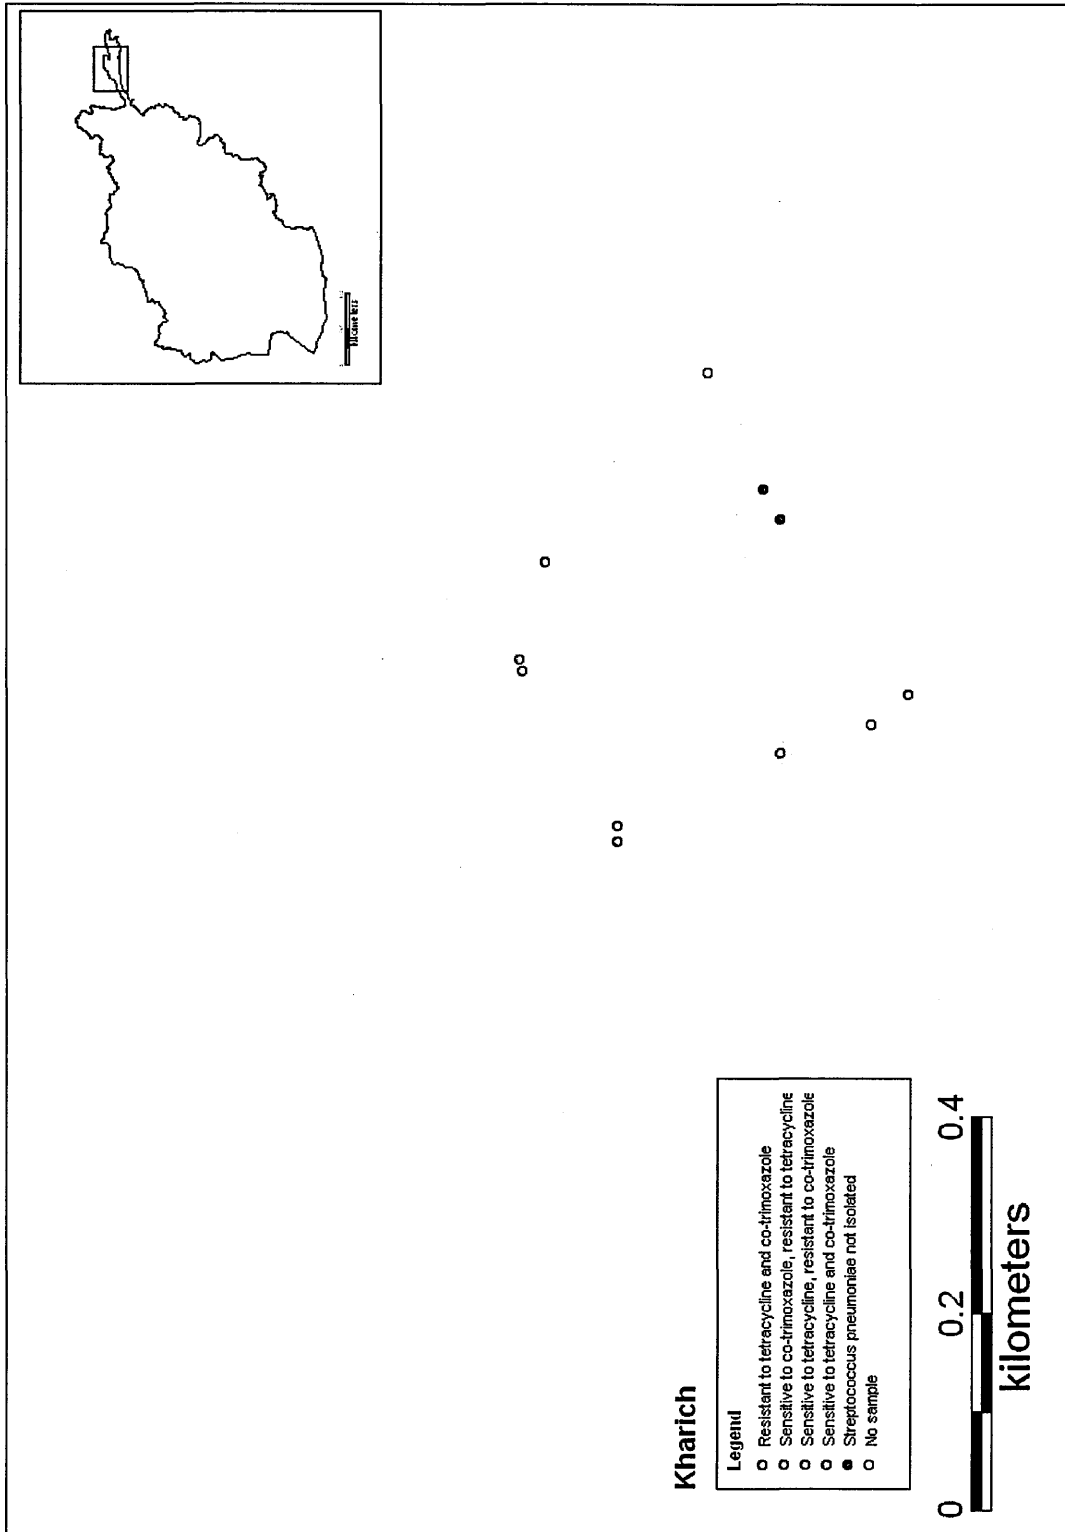 Kharich
Legend
Resistant to tetracycline and co-trimoxazole
Sensitive to co-trimoxazole, resistant to tetracycline
Sensitive to tetracycline, resistant to co-trimoxazole
Sensitive to tetracycline and co-trimoxazole
Streptococcus pneumoniae not isolated
No sample
0 0.2 0.4
kilometers